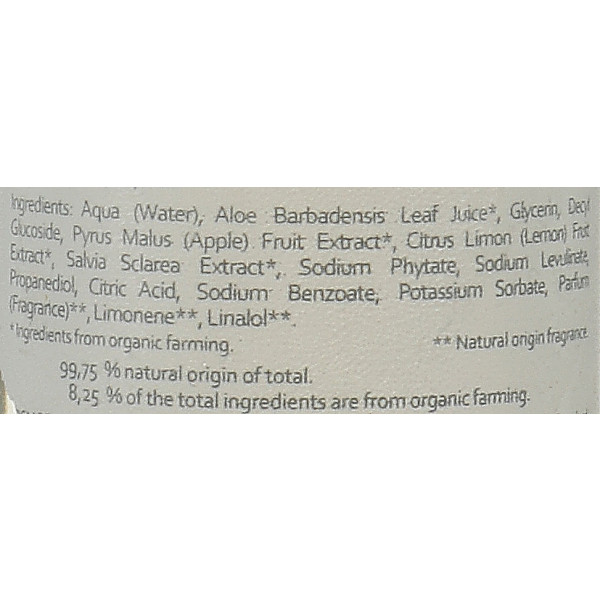 Ingredients: Aqua (Water), Aloe Barbadensis Leaf Juice*, Glycerin, Decyl
Glucoside, Pyrus Malus (Apple) Fruit Extract*, Citrus Limon (Lemon) Fruit
Extract*, Salvia Sclarea Extract*, Sodium Phytate, Sodium Levulinate,
Propanediol, Citric Acid, Sodium Benzoate, Potassium Sorbate, Parfum
(Fragrance)**, Limonene**, Linalol**.
*Ingredients from organic farming. ** Natural origin fragrance.
99,75 % natural origin of total.
8,25 % of the total ingredients are from organic farming.